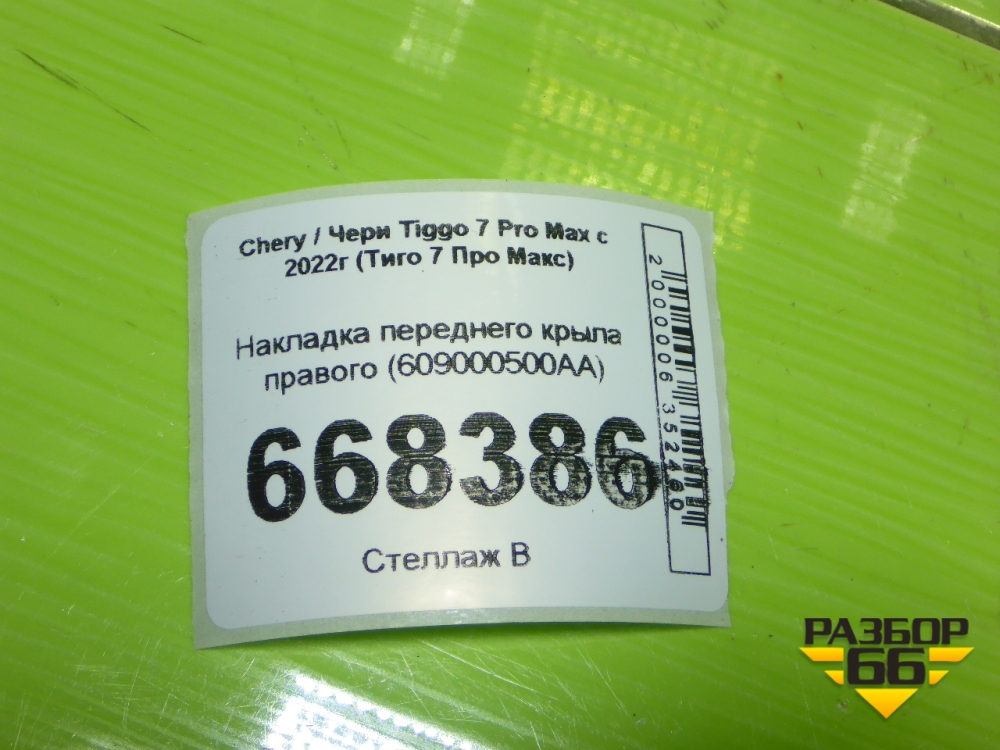 Chery / Чери Tiggo 7 Pro Max с
2022г (Тиго 7 Про Макс)
Накладка переднего крыла
правого (609000500AA)
668386
Стеллаж В
2000006352480
РАЗБОР
66